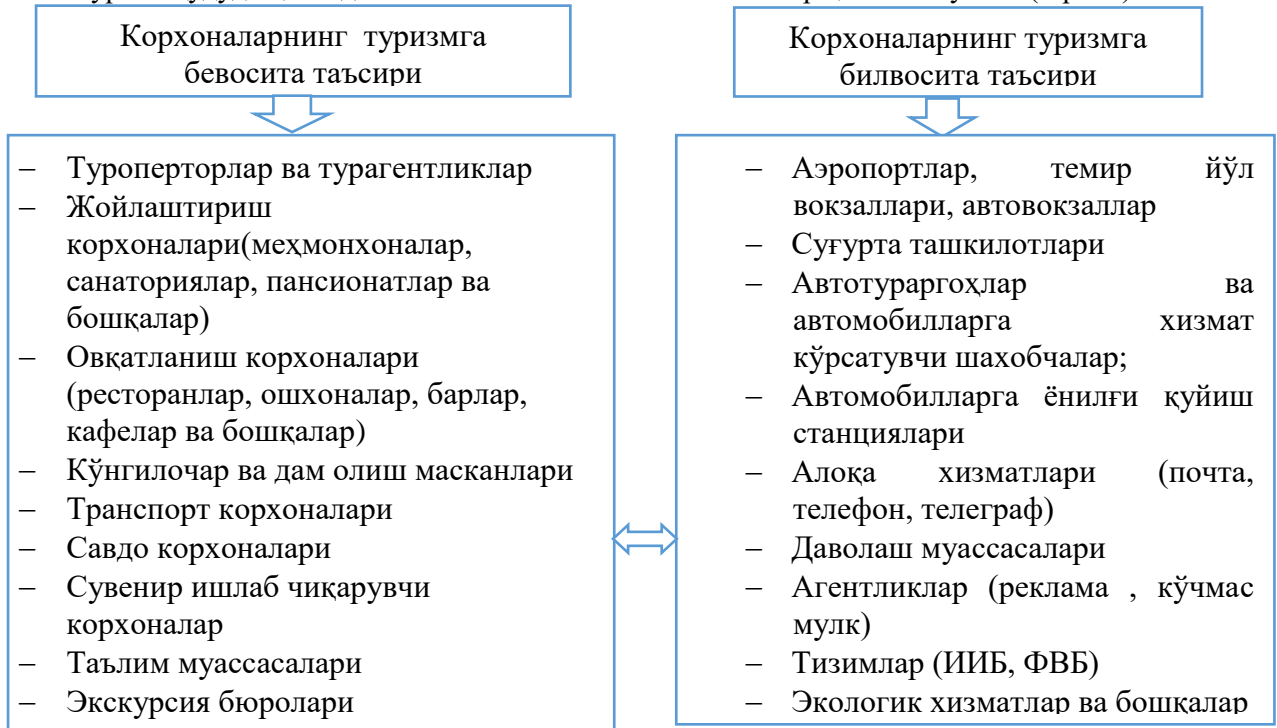 Корхоналарнинг туризмга
бевосита таъсири
Туроперторлар ва турагентликлар
– Жойлаштириш
корхоналари(меҳмонхоналар,
санаториялар, пансионатлар ва
бошқалар)
– Овқатланиш корхоналари
(ресторанлар, ошхоналар, барлар,
кафелар ва бошқалар)
– Кўнгилочар ва дам олиш масканлари
– Транспорт корхоналари
– Савдо корхоналари
– Сувенир ишлаб чиқарувчи
корхоналар
– Таълим муассасалари
– Экскурсия бюролари
Корхоналарнинг туризмга
билвосита таъсири
– Аэропортлар, темир йўл
вокзаллари, автовокзаллар
– Суғурта ташкилотлари
– Автотураргоҳлар ва
автомобилларга хизмат
кўрсатувчи шахобчалар;
– Автомобилларга ёнилғи қуйиш
станциялари
– Алоқа хизматлари (почта,
телефон, телеграф)
– Даволаш муассасалари
– Агентликлар (реклама , кўчмас
мулк)
– Тизимлар (ИИБ, ФВБ)
– Экологик хизматлар ва бошқалар